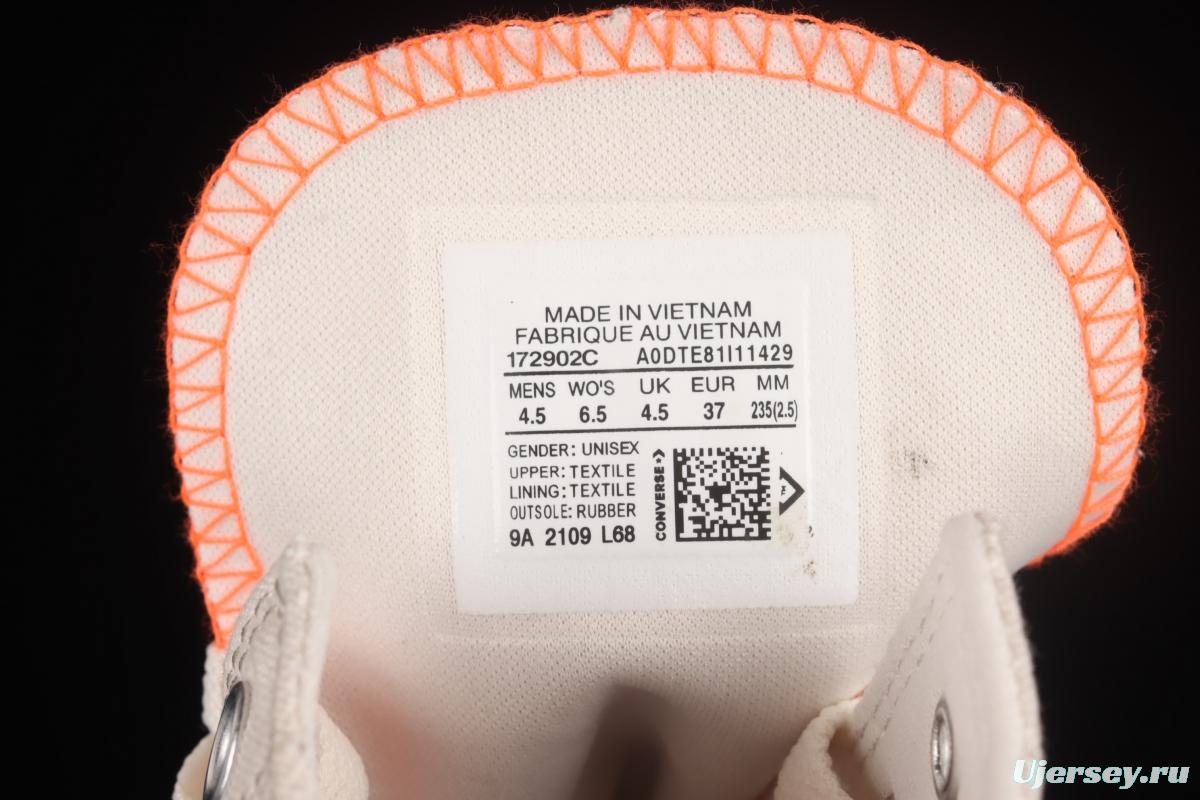 MADE IN VIETNAM
FABRIQUE AU VIETNAM
172902C A0DTE81I11429
MENS WO'S UK EUR MM
4.5 6.5 4.5 37 235(2.5)
GENDER: UNISEX
UPPER: TEXTILE
LINING: TEXTILE
OUTSOLE: RUBBER
9A 2109 L68
CONVERSE
Ujersey.ru